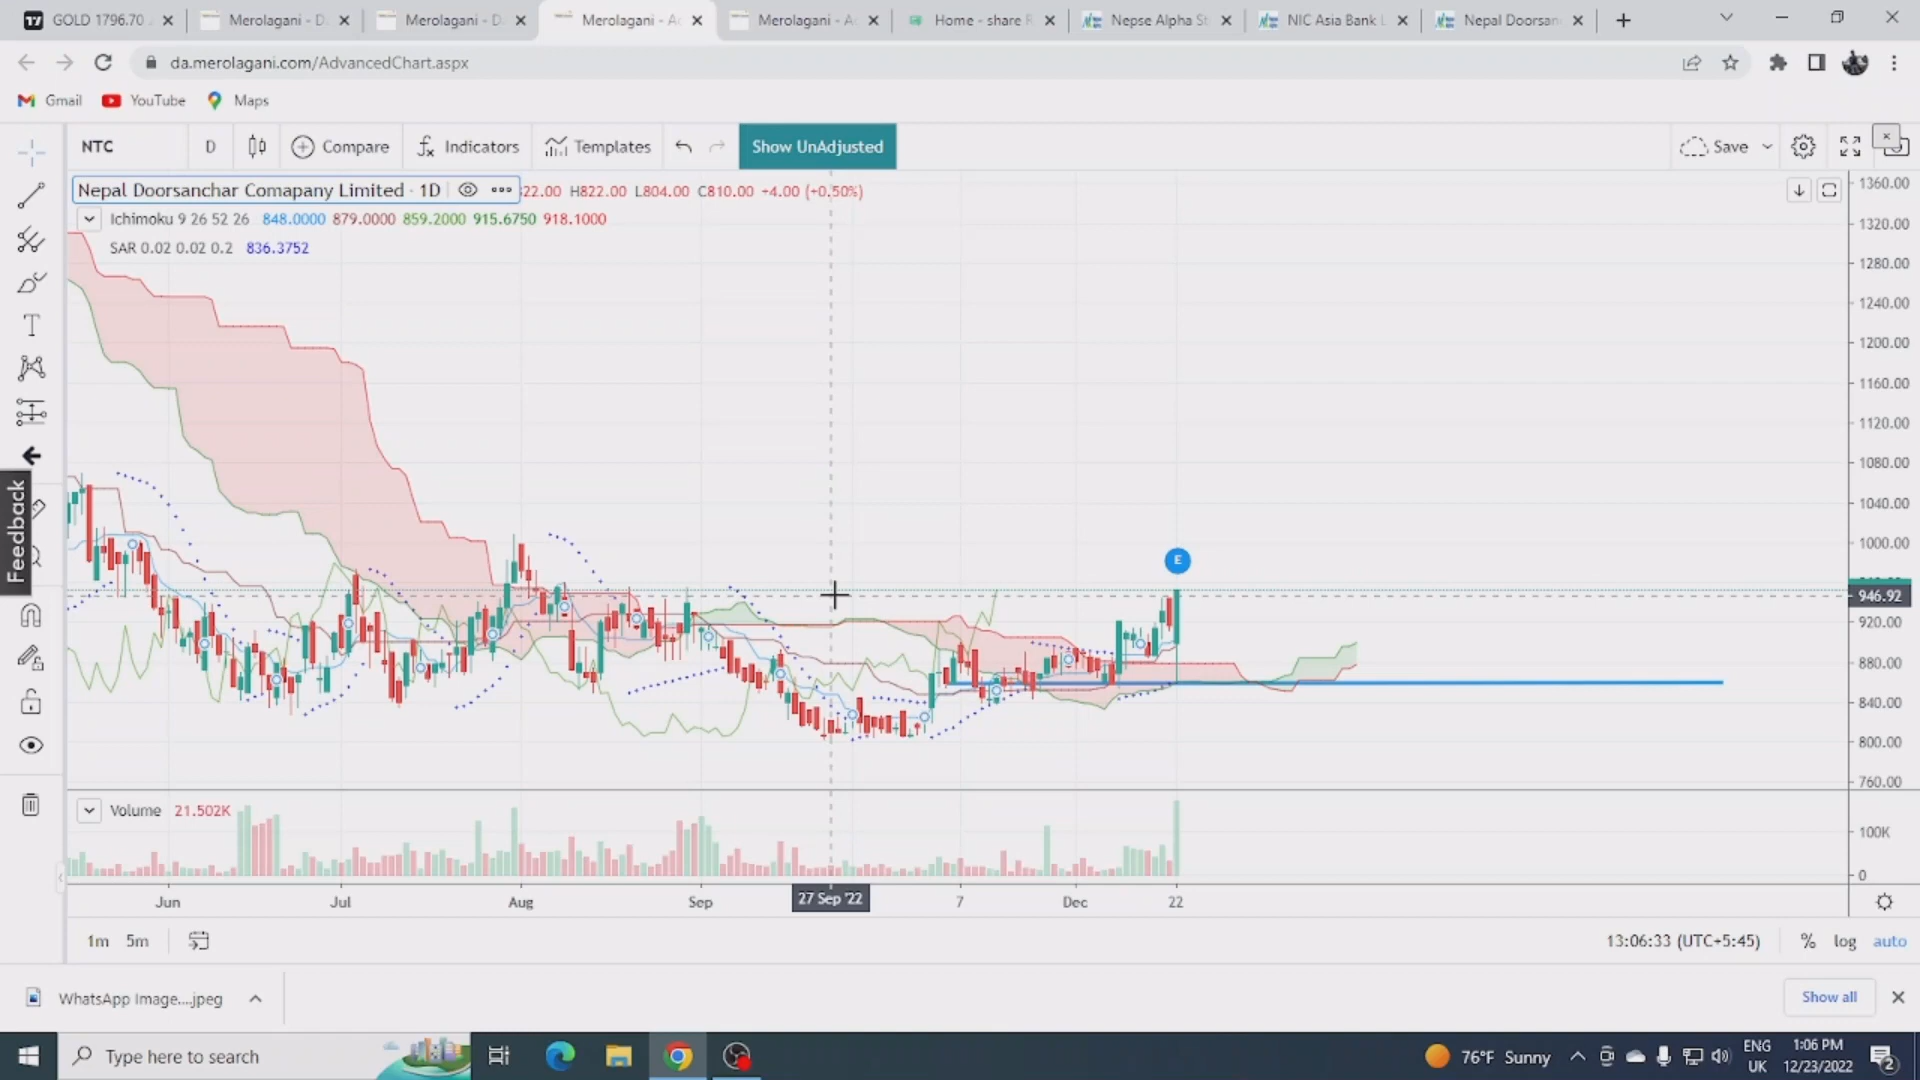 GOLD 1796.70
Merolagani - D
Merolagani - D
Merolagani - A
Merolagani - A
Home - share
Nepse Alpha St
NIC Asia Bank L
Nepal Doorsan
da.merolagani.com/AdvancedChart.aspx
Gmail
YouTube
Maps
NTC
D
Compare
Indicators
Templates
Show UnAdjusted
Save
Nepal Doorsanchar Comapany Limited · 1D
22.00 H822.00 L804.00 C810.00 +4.00 (+0.50%)
Ichimoku 9 26 52 26 848.0000 879.0000 859.2000 915.6750 918.1000
SAR 0.02 0.02 0.2 836.3752
1360.00
1320.00
1280.00
1240.00
1200.00
1160.00
1120.00
1080.00
1040.00
1000.00
946.92
920.00
880.00
840.00
800.00
760.00
E
Feedback
Volume 21.502K
100K
0
Jun
Jul
Aug
Sep
27 Sep '22
7
Dec
22
1m 5m
13:06:33 (UTC+5:45)
% log auto
WhatsApp Image....jpeg
Show all
Type here to search
76°F Sunny
ENG
UK
1:06 PM
12/23/2022
2